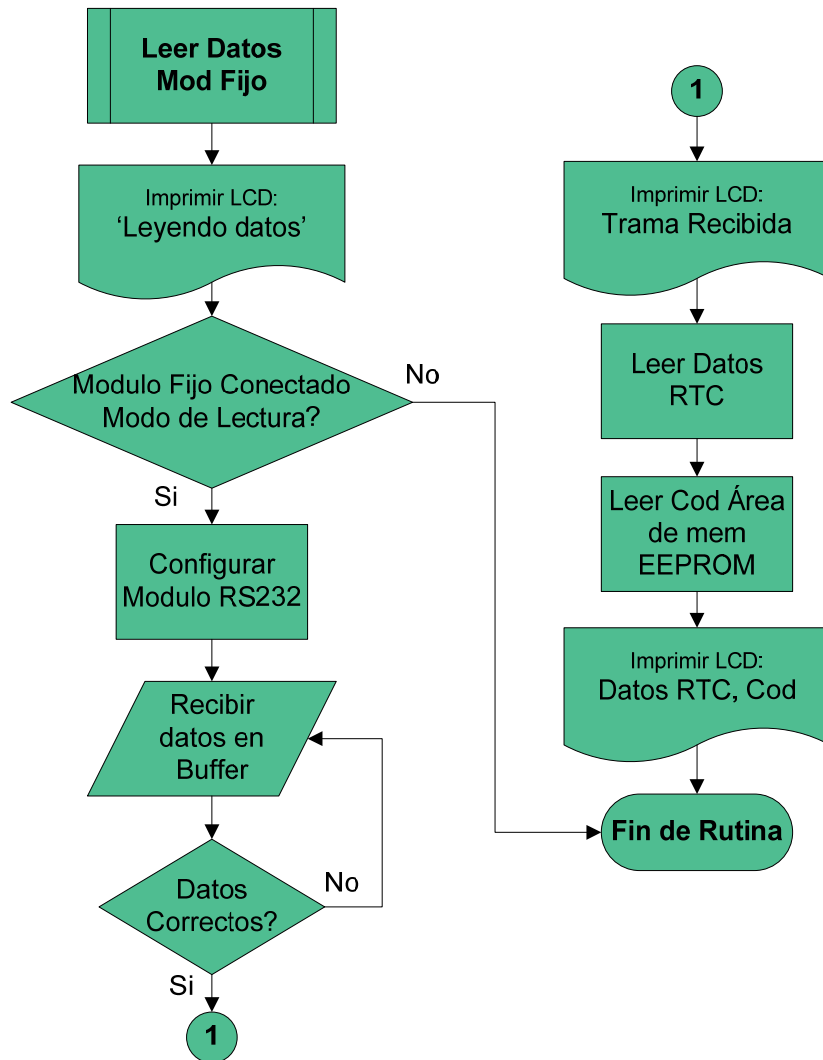 Leer Datos
Mod Fijo
Imprimir LCD:
‘Leyendo datos’
Modulo Fijo Conectado
Modo de Lectura?
No
Si
Configurar
Modulo RS232
Recibir
datos en
Buffer
Datos
Correctos?
No
Si
1
1
Imprimir LCD:
Trama Recibida
Leer Datos
RTC
Leer Cod Área
de mem
EEPROM
Imprimir LCD:
Datos RTC, Cod
Fin de Rutina